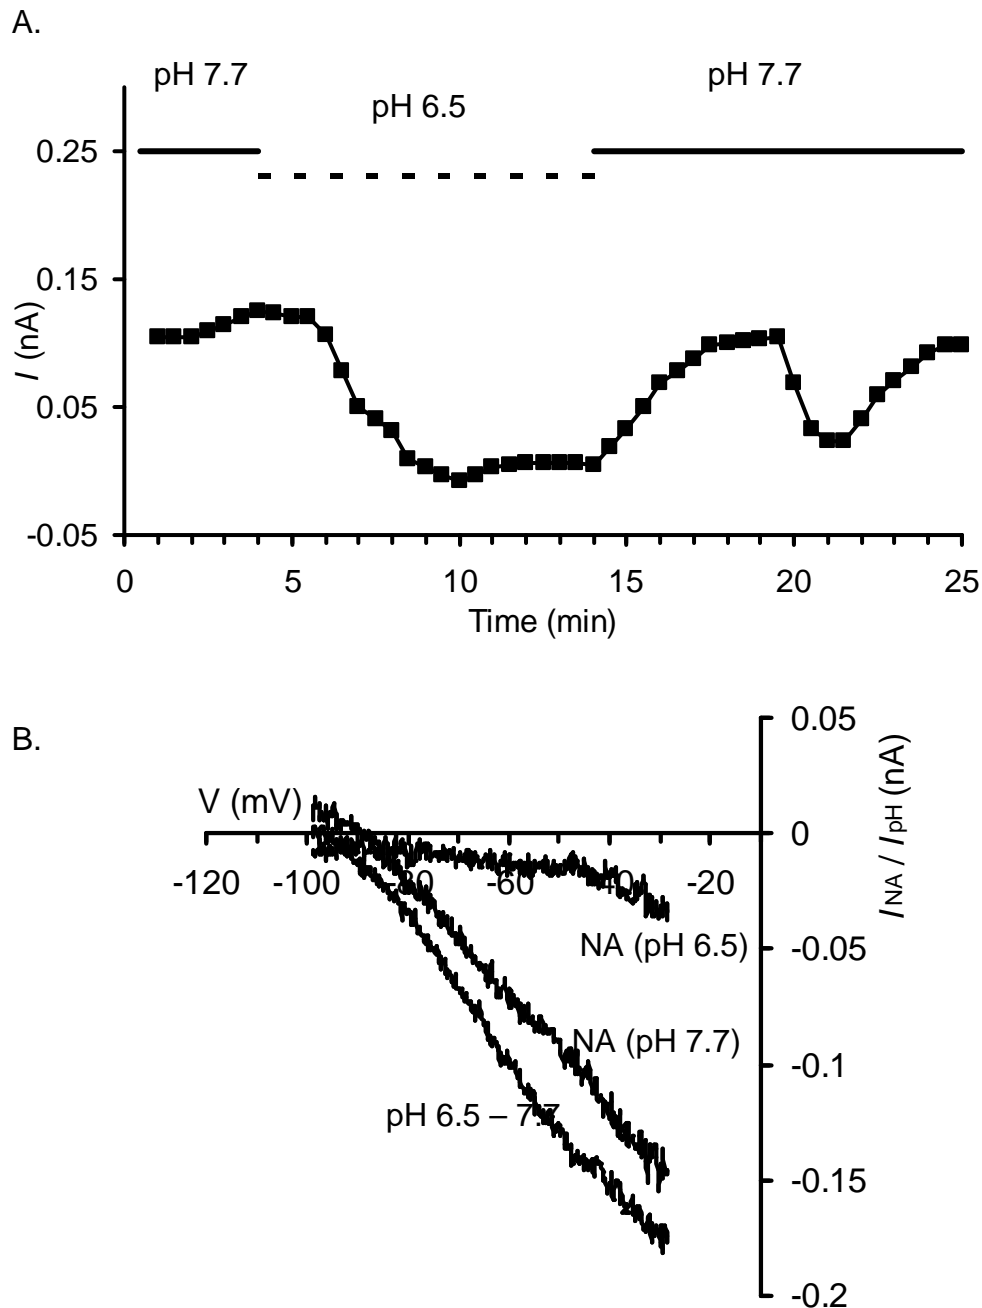 A.
pH 7.7
pH 7.7
pH 6.5
0.25
0.15
I (nA)
0.05
-0.05
0 5 10 15 20 25
Time (min)
B.
0.05
V (mV)
INA / IpH (nA)
0
-120 -100 -80 -60 -40 -20
NA (pH 6.5)
-0.05
NA (pH 7.7)
-0.1
pH 6.5 – 7.7
-0.15
-0.2